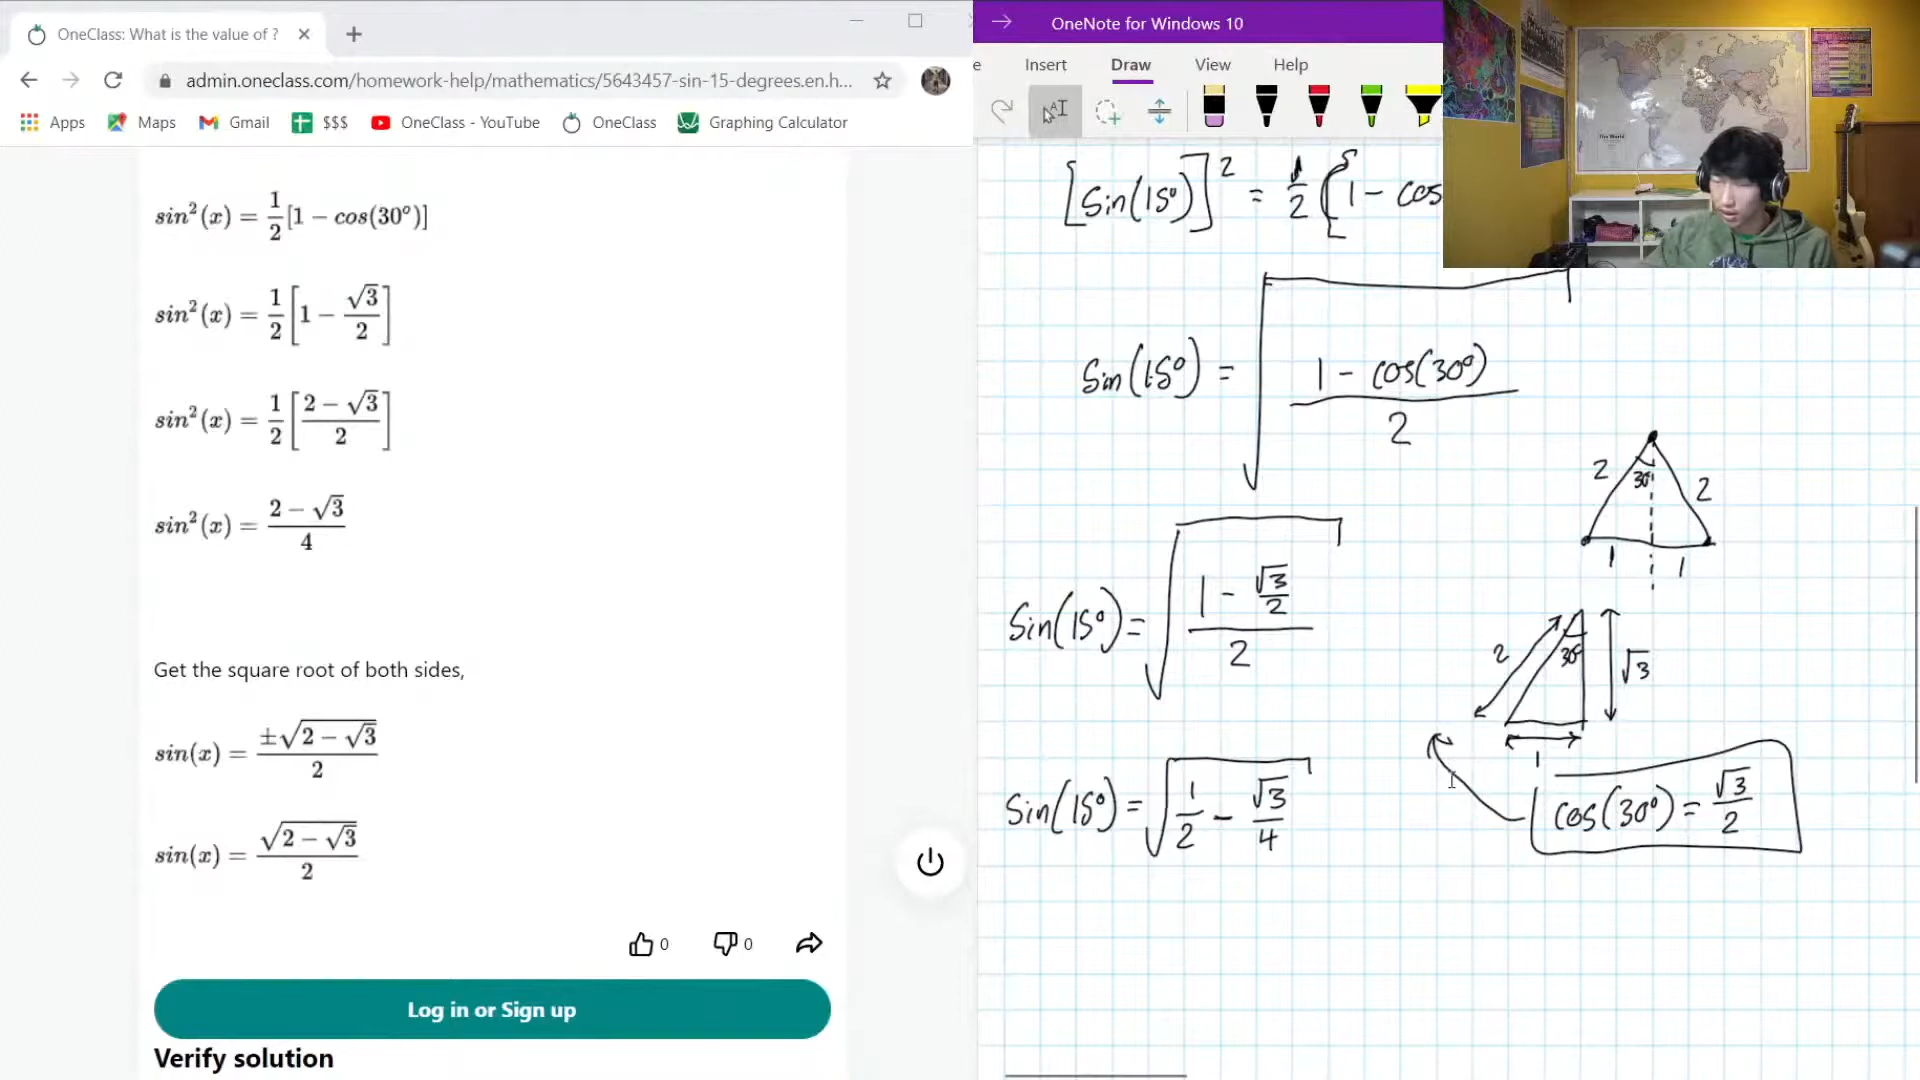 OneClass: What is the value of ?
admin.oneclass.com/homework-help/mathematics/5643457-sin-15-degrees.en.h...
Apps Maps Gmail $$$ OneClass - YouTube OneClass Graphing Calculator
sin²(x) = 1/2[1 − cos(30°)]
sin²(x) = 1/2[1 − √3/2]
sin²(x) = 1/2[(2 − √3)/2]
sin²(x) = (2 − √3)/4
Get the square root of both sides,
sin(x) = ±√(2 − √3)/2
sin(x) = √(2 − √3)/2
0 0
Log in or Sign up
Verify solution
OneNote for Windows 10
Insert Draw View Help
[Sin(15°)]² = 1/2 [1 − cos
Sin(15°) = √((1 − cos(30°))/2)
2 30° 2
1 1
Sin(15°) = √((1 − √3/2)/2)
2 30° √3
1
Sin(15°) = √(1/2 − √3/4)
cos(30°) = √3/2